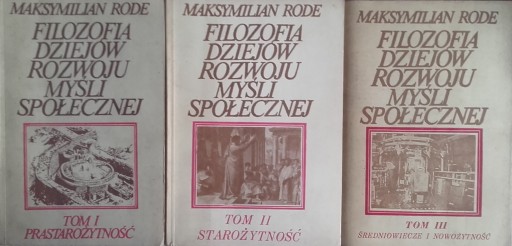 MAKSYMILIAN RODE
FILOZOFIA
DZIEJÓW
ROZWOJU
MYŚLI
SPOŁECZNEJ
TOM I
PRASTAROŻYTNOŚĆ
MAKSYMILIAN RODE
FILOZOFIA
DZIEJÓW
ROZWOJU
MYŚLI
SPOŁECZNEJ
TOM II
STAROŻYTNOŚĆ
MAKSYMILIAN RODE
FILOZOFIA
DZIEJÓW
ROZWOJU
MYŚLI
SPOŁECZNEJ
TOM III
ŚREDNIOWIECZE I NOWOŻYTNOŚĆ